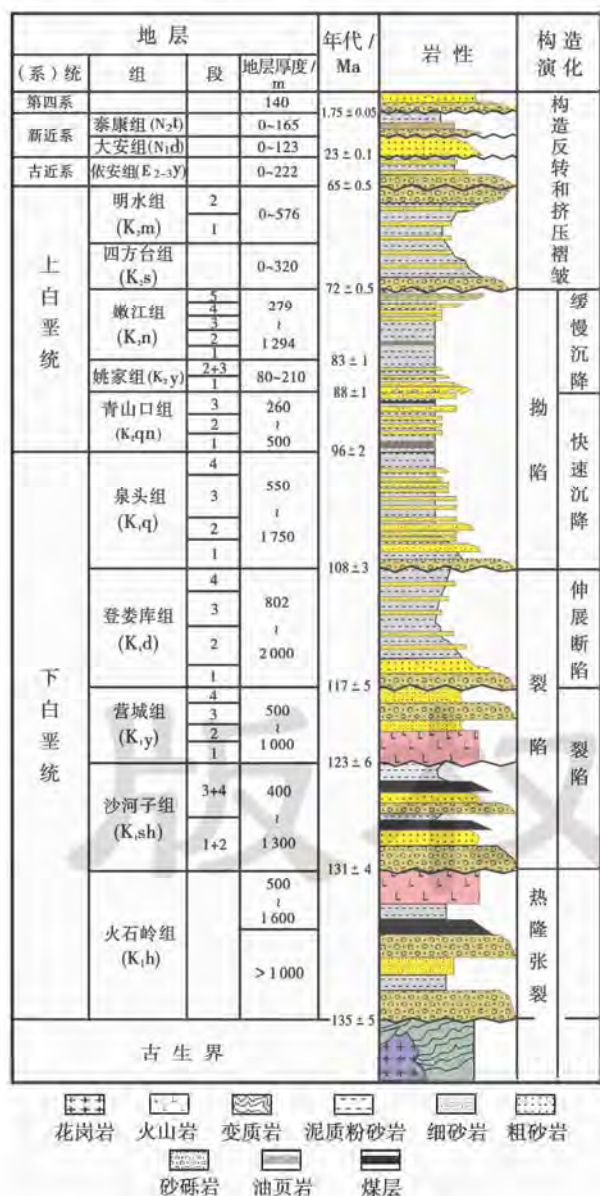 地层 年代/Ma 岩性 构造演化
(系)统 组 段 地层厚度/m
第四系 140
1.75±0.05
新近系 泰康组(N₂t) 0~165
大安组(N₁d) 0~123
23±0.1
古近系 依安组(E₂₋₃y) 0~222
65±0.5
构造反转和挤压褶皱
上白垩统
明水组(K₂m) 2 1 0~576
四方台组(K₂s) 0~320
72±0.5
嫩江组(K₂n) 5 4 3 2 1 279~1294
83±1
缓慢沉降
姚家组(K₂y) 2+3 1 80~210
88±1
青山口组(K₂qn) 3 2 1 260~500
96±2
拗陷
快速沉降
下白垩统
泉头组(K₁q) 4 3 2 1 550~1750
108±3
登娄库组(K₁d) 4 3 2 1 802~2000
117±5
伸展断陷
营城组(K₁y) 4 3 2 1 500~1000
123±6
裂陷
裂陷
沙河子组(K₁sh) 3+4 1+2 400~1300
131±4
火石岭组(K₁h) 500~1600
>1000
热隆张裂
135±5
古生界
花岗岩 火山岩 变质岩 泥质粉砂岩 细砂岩 粗砂岩
砂砾岩 油页岩 煤层